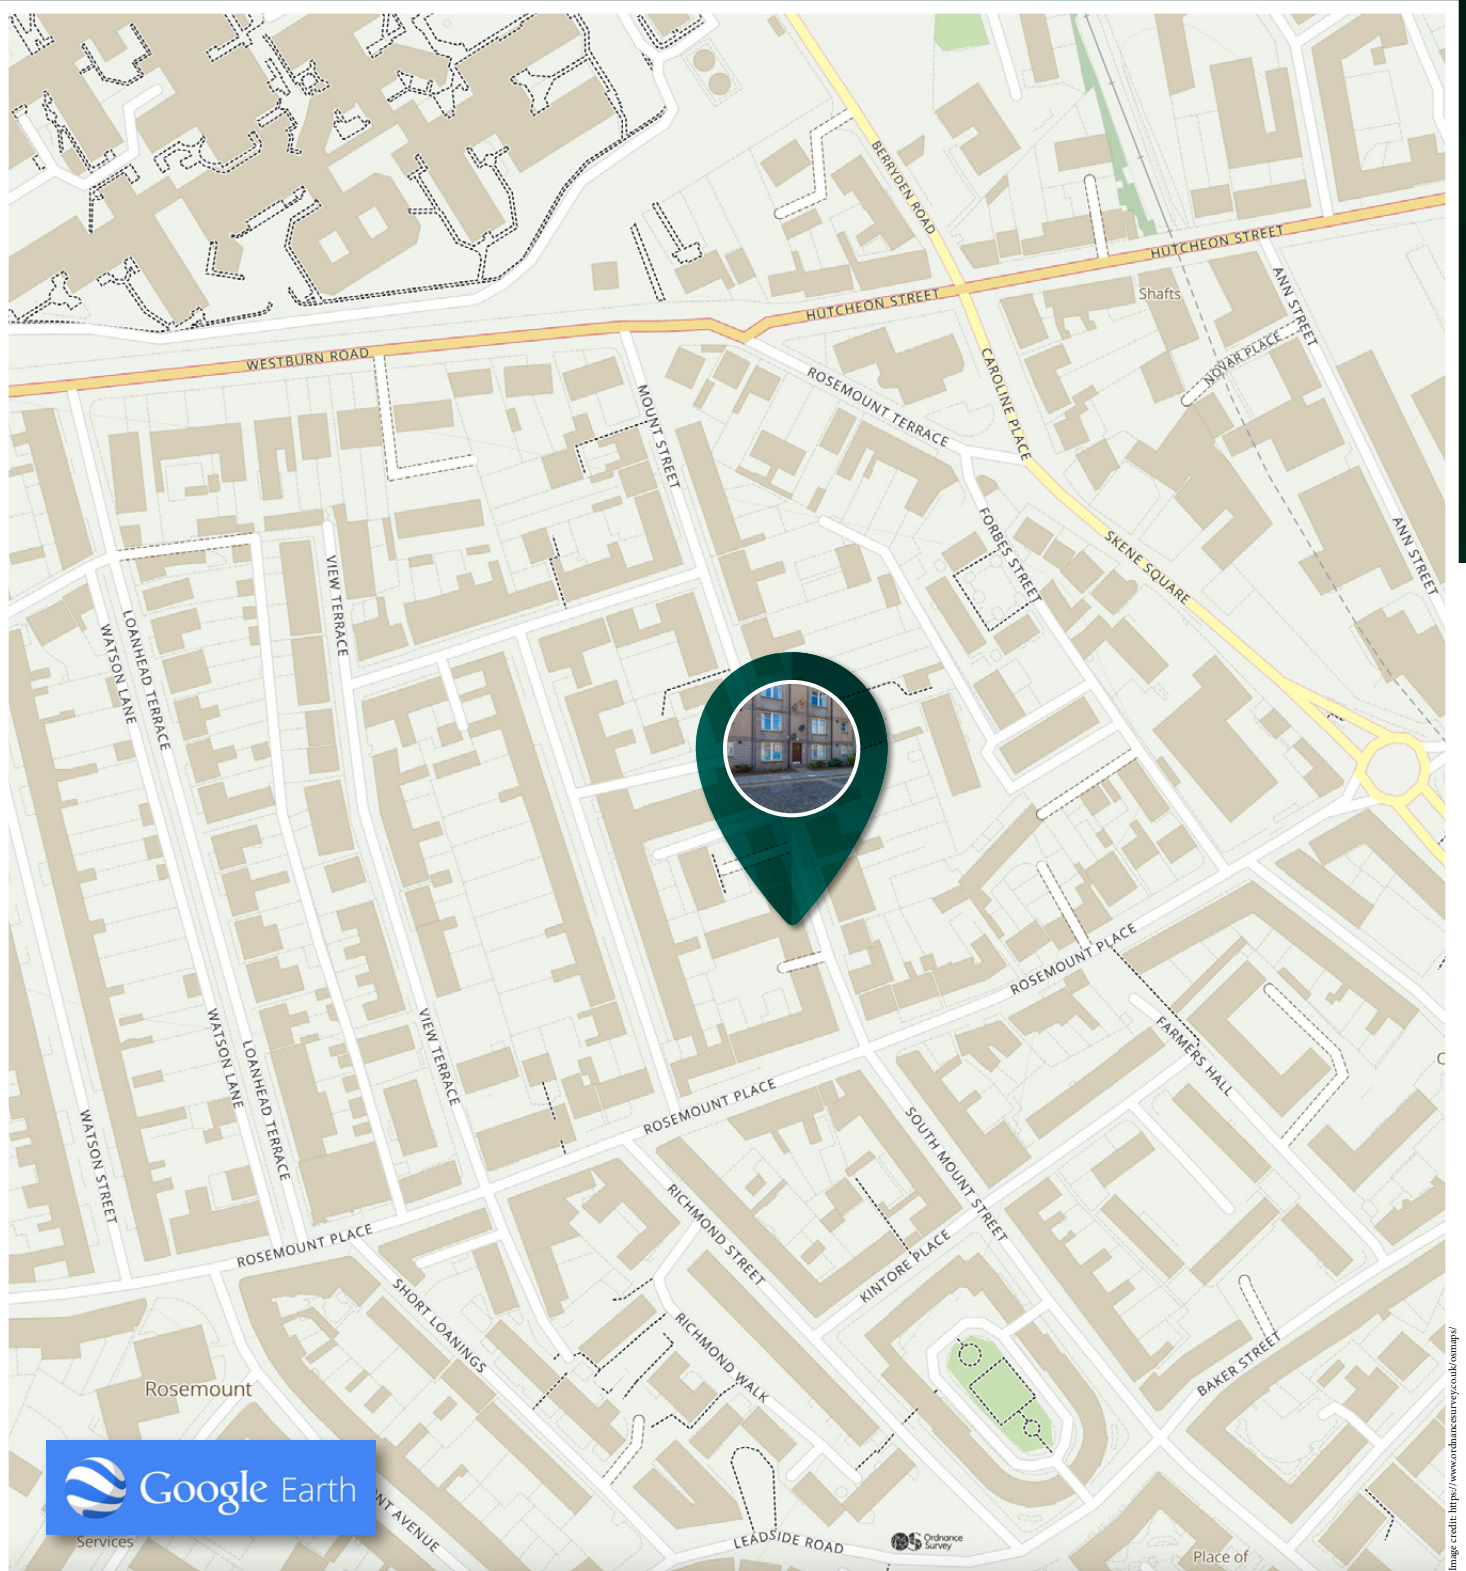 BERRYDEN ROAD
HUTCHEON STREET
Shafts
ANN STREET
HUTCHEON STREET
NOVAR PLACE
WESTBURN ROAD
CAROLINE PLACE
ROSEMOUNT TERRACE
MOUNT STREET
FORBES STREET
SKENE SQUARE
ANN STREET
VIEW TERRACE
LOANHEAD TERRACE
WATSON LANE
ROSEMOUNT PLACE
WATSON LANE
LOANHEAD TERRACE
VIEW TERRACE
FARMERS HALL
C
ROSEMOUNT PLACE
WATSON STREET
SOUTH MOUNT STREET
RICHMOND STREET
ROSEMOUNT PLACE
KINTORE PLACE
SHORT LOANINGS
RICHMOND WALK
BAKER STREET
Rosemount
Google Earth
NT AVENUE
Services
LEADSIDE ROAD
OS Ordnance
Survey
Place of
Image credit: https://www.ordnancesurvey.co.uk/osmaps/